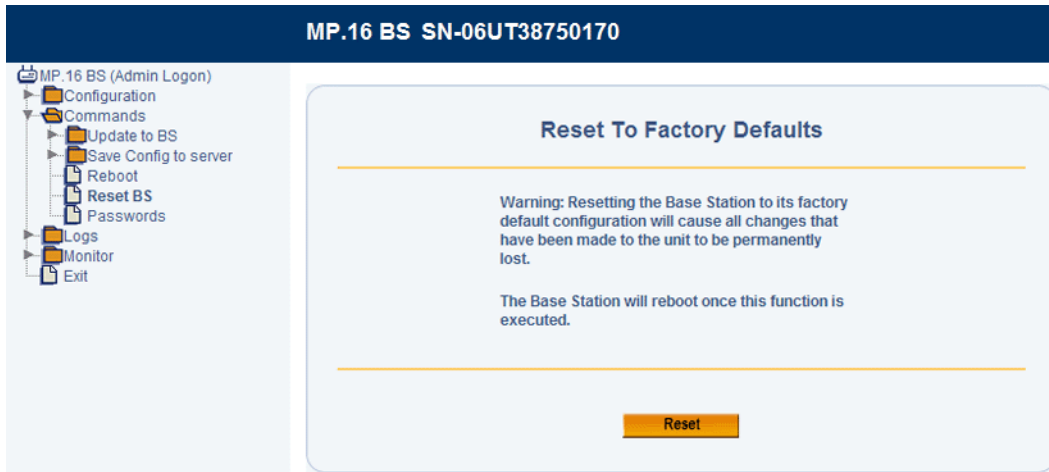 MP.16 BS SN-06UT38750170
MP.16 BS (Admin Logon)
Configuration
Commands
Update to BS
Save Config to server
Reboot
Reset BS
Passwords
Logs
Monitor
Exit
Reset To Factory Defaults
Warning: Resetting the Base Station to its factory
default configuration will cause all changes that
have been made to the unit to be permanently
lost.
The Base Station will reboot once this function is
executed.
Reset